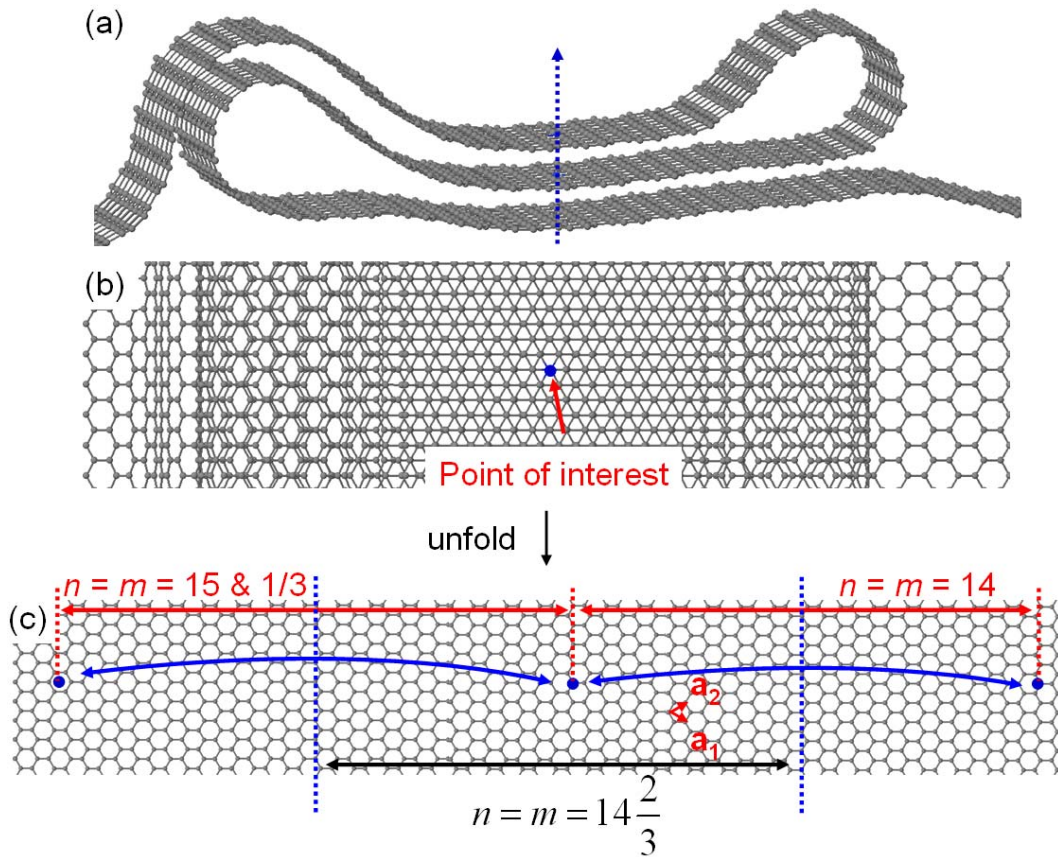 (a)
(b)
Point of interest
unfold
n = m = 15 & 1/3
n = m = 14
(c)
a2
a1
n = m = 14 2/3